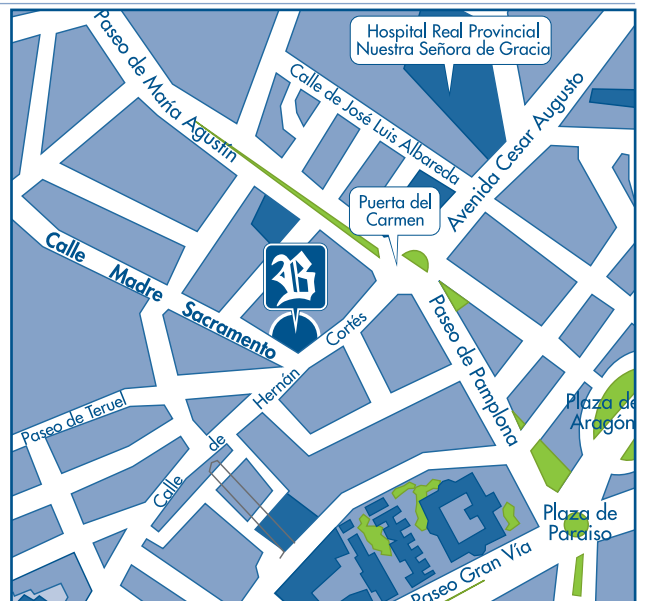 Hospital Real Provincial
Nuestra Señora de Gracia
Paseo de María Agustín
Calle de José Luis Albareda
Avenida Cesar Augusto
Puerta del
Carmen
Calle Madre Sacramento
B
Paseo de Pamplona
Calle de Hernán Cortés
Paseo de Teruel
Plaza de
Aragón
Plaza de
Paraiso
Paseo Gran Vía